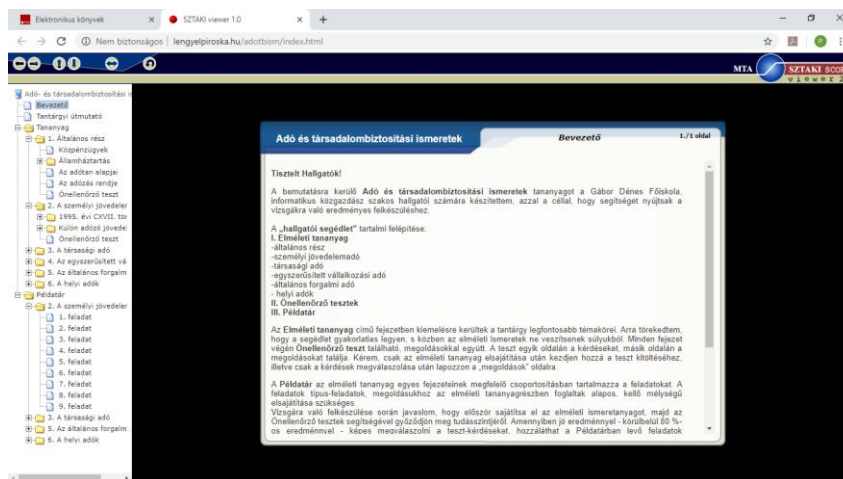 Elektronikus könyvek
SZTAKI viewer 1.0
Nem biztonságos
lengyelpiroska.hu/adotbism/index.html
MTA
SZTAKI SCOR
viewer 2
Adó- és társadalombiztosítási i
Bevezető
Tantárgyi útmutató
Tananyag
1. Általános rész
Közpénzügyek
Államháztartás
Az adótan alapjai
Az adózás rendje
Önellenőrző teszt
2. A személyi jövedeler
1995. évi CXVII. tör
Külön adózó jövedel
Önellenőrző teszt
3. A társasági adó
4. Az egyszerűsített vá
5. Az általános forgalm
6. A helyi adók
Példatár
2. A személyi jövedeler
1. feladat
2. feladat
3. feladat
4. feladat
5. feladat
6. feladat
7. feladat
8. feladat
9. feladat
3. A társasági adó
5. Az általános forgalm
6. A helyi adók
Adó és társadalombiztosítási ismeretek
Bevezető
1./1 oldal
Tisztelt Hallgatók!
A bemutatásra kerülő Adó és társadalombiztosítási ismeretek tananyagot a Gábor Dénes Főiskola,
informatikus közgazdász szakos hallgatói számára készítettem, azzal a céllal, hogy segítséget nyújtsak a
vizsgákra való eredményes felkészüléshez.
A „hallgatói segédlet” tartalmi felépítése:
I. Elméleti tananyag
-általános rész
-személyi jövedelemadó
-társasági adó
-egyszerűsített vállalkozási adó
-általános forgalmi adó
- helyi adók
II. Önellenőrző tesztek
III. Példatár
Az Elméleti tananyag című fejezetben kiemelésre kerültek a tantárgy legfontosabb témakörei. Arra törekedtem,
hogy a segédlet gyakorlatias legyen, s közben az elméleti ismeretek ne veszítsenek súlyukból. Minden fejezet
végén Önellenőrző teszt található, megoldásokkal együtt. A teszt egyik oldalán a kérdéseket, másik oldalán a
megoldásokat találja. Kérem, csak az elméleti tananyag elsajátítása után kezdjen hozzá a teszt kitöltéséhez,
illetve csak a kérdések megválaszolása után lapozzon a „megoldások” oldalra.
A Példatár az elméleti tananyag egyes fejezeteinek megfelelő csoportosításban tartalmazza a feladatokat. A
feladatok típus-feladatok, megoldásukhoz az elméleti tananyagrészben foglaltak alapos, kellő mélységű
elsajátítása szükséges.
Vizsgára való felkészülése során javaslom, hogy először sajátítsa el az elméleti ismeretanyagot, majd az
Önellenőrző tesztek segítségével győződjön meg tudásszintjéről. Amennyiben jó eredménnyel - körülbelül 80 %-
os eredménnyel - képes megválaszolni a teszt-kérdéseket, hozzáláthat a Példatárban levő feladatok